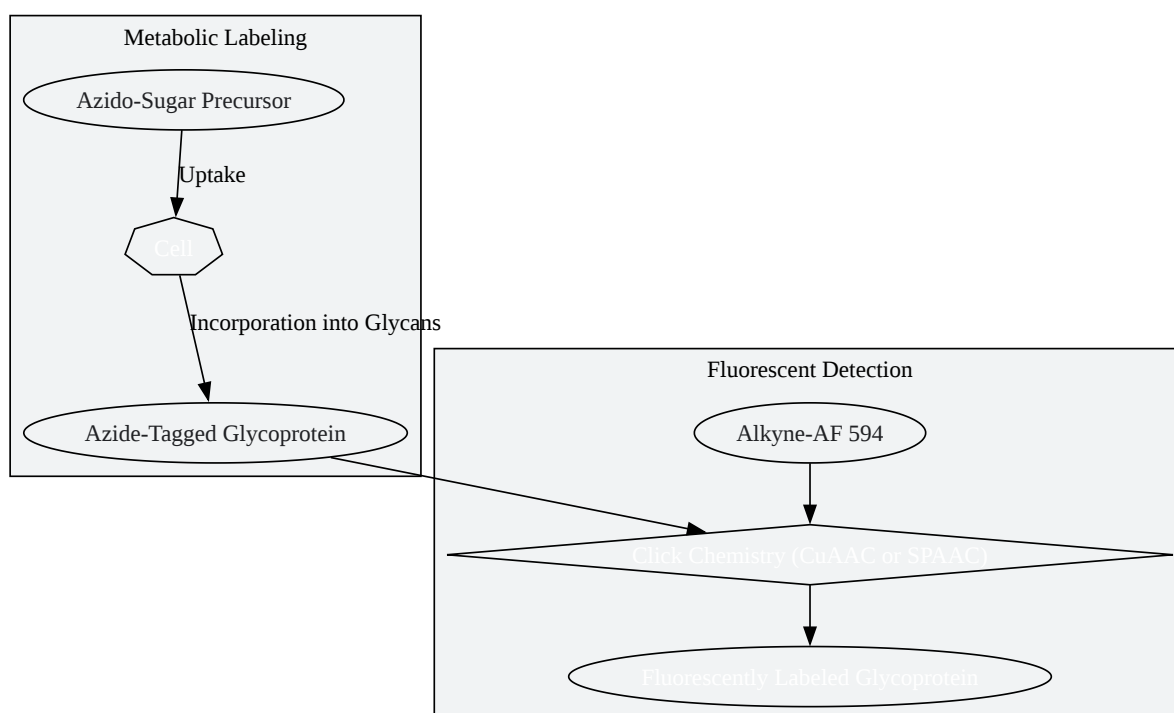 Metabolic Labeling
Azido-Sugar Precursor
Uptake
Cell
Incorporation into Glycans
Azide-Tagged Glycoprotein
Fluorescent Detection
Alkyne-AF 594
Click Chemistry (CuAAC or SPAAC)
Fluorescently Labeled Glycoprotein